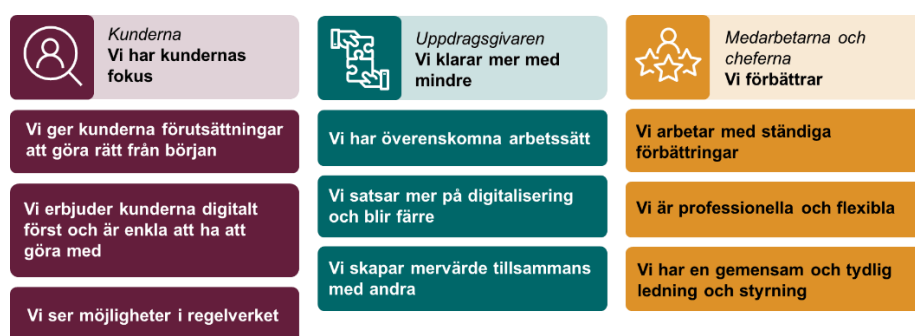 Kunderna
Vi har kundernas
fokus
Vi ger kunderna förutsättningar
att göra rätt från början
Vi erbjuder kunderna digitalt
först och är enkla att ha att
göra med
Vi ser möjligheter i regelverket
Uppdragsgivaren
Vi klarar mer med
mindre
Vi har överenskomna arbetssätt
Vi satsar mer på digitalisering
och blir färre
Vi skapar mervärde tillsammans
med andra
Medarbetarna och
cheferna
Vi förbättrar
Vi arbetar med ständiga
förbättringar
Vi är professionella och flexibla
Vi har en gemensam och tydlig
ledning och styrning